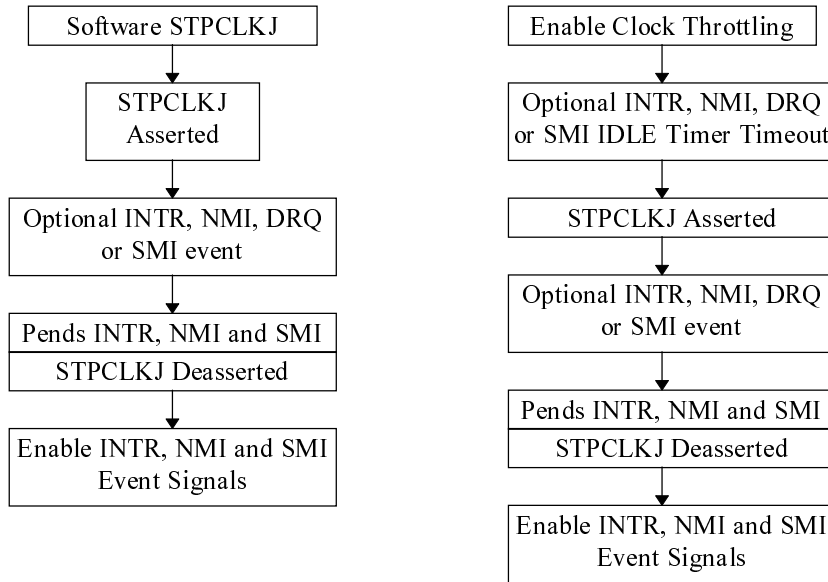 Software STPCLKJ
STPCLKJ
Asserted
Optional INTR, NMI, DRQ
or SMI event
Pends INTR, NMI and SMI
STPCLKJ Deasserted
Enable INTR, NMI and SMI
Event Signals
Enable Clock Throttling
Optional INTR, NMI, DRQ
or SMI IDLE Timer Timeout
STPCLKJ Asserted
Optional INTR, NMI, DRQ
or SMI event
Pends INTR, NMI and SMI
STPCLKJ Deasserted
Enable INTR, NMI and SMI
Event Signals